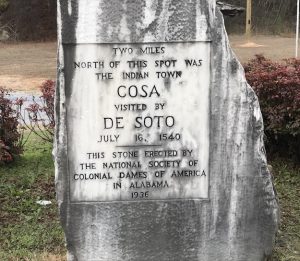 TWO MILES
NORTH OF THIS SPOT WAS
THE INDIAN TOWN
COSA
VISITED BY
DE SOTO
JULY 16, 1540
THIS STONE ERECTED BY
THE NATIONAL SOCIETY OF
COLONIAL DAMES OF AMERICA
IN ALABAMA
1936